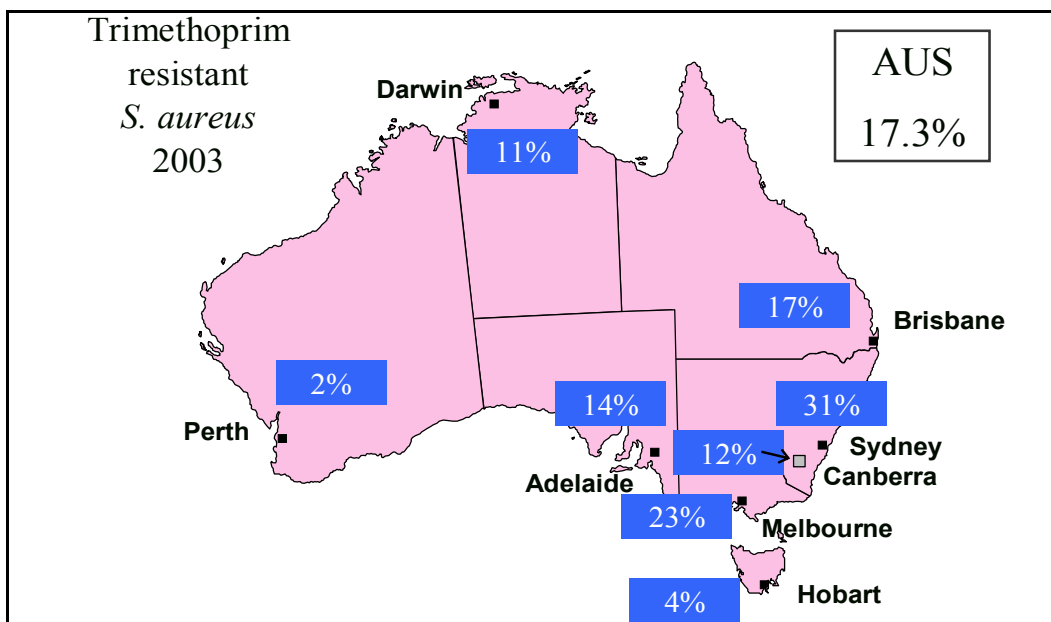 Trimethoprim
resistant
S. aureus
2003
AUS
17.3%
Darwin
11%
17%
Brisbane
2%
Perth
14%
Adelaide
31%
Sydney
12%
Canberra
23%
Melbourne
4%
Hobart